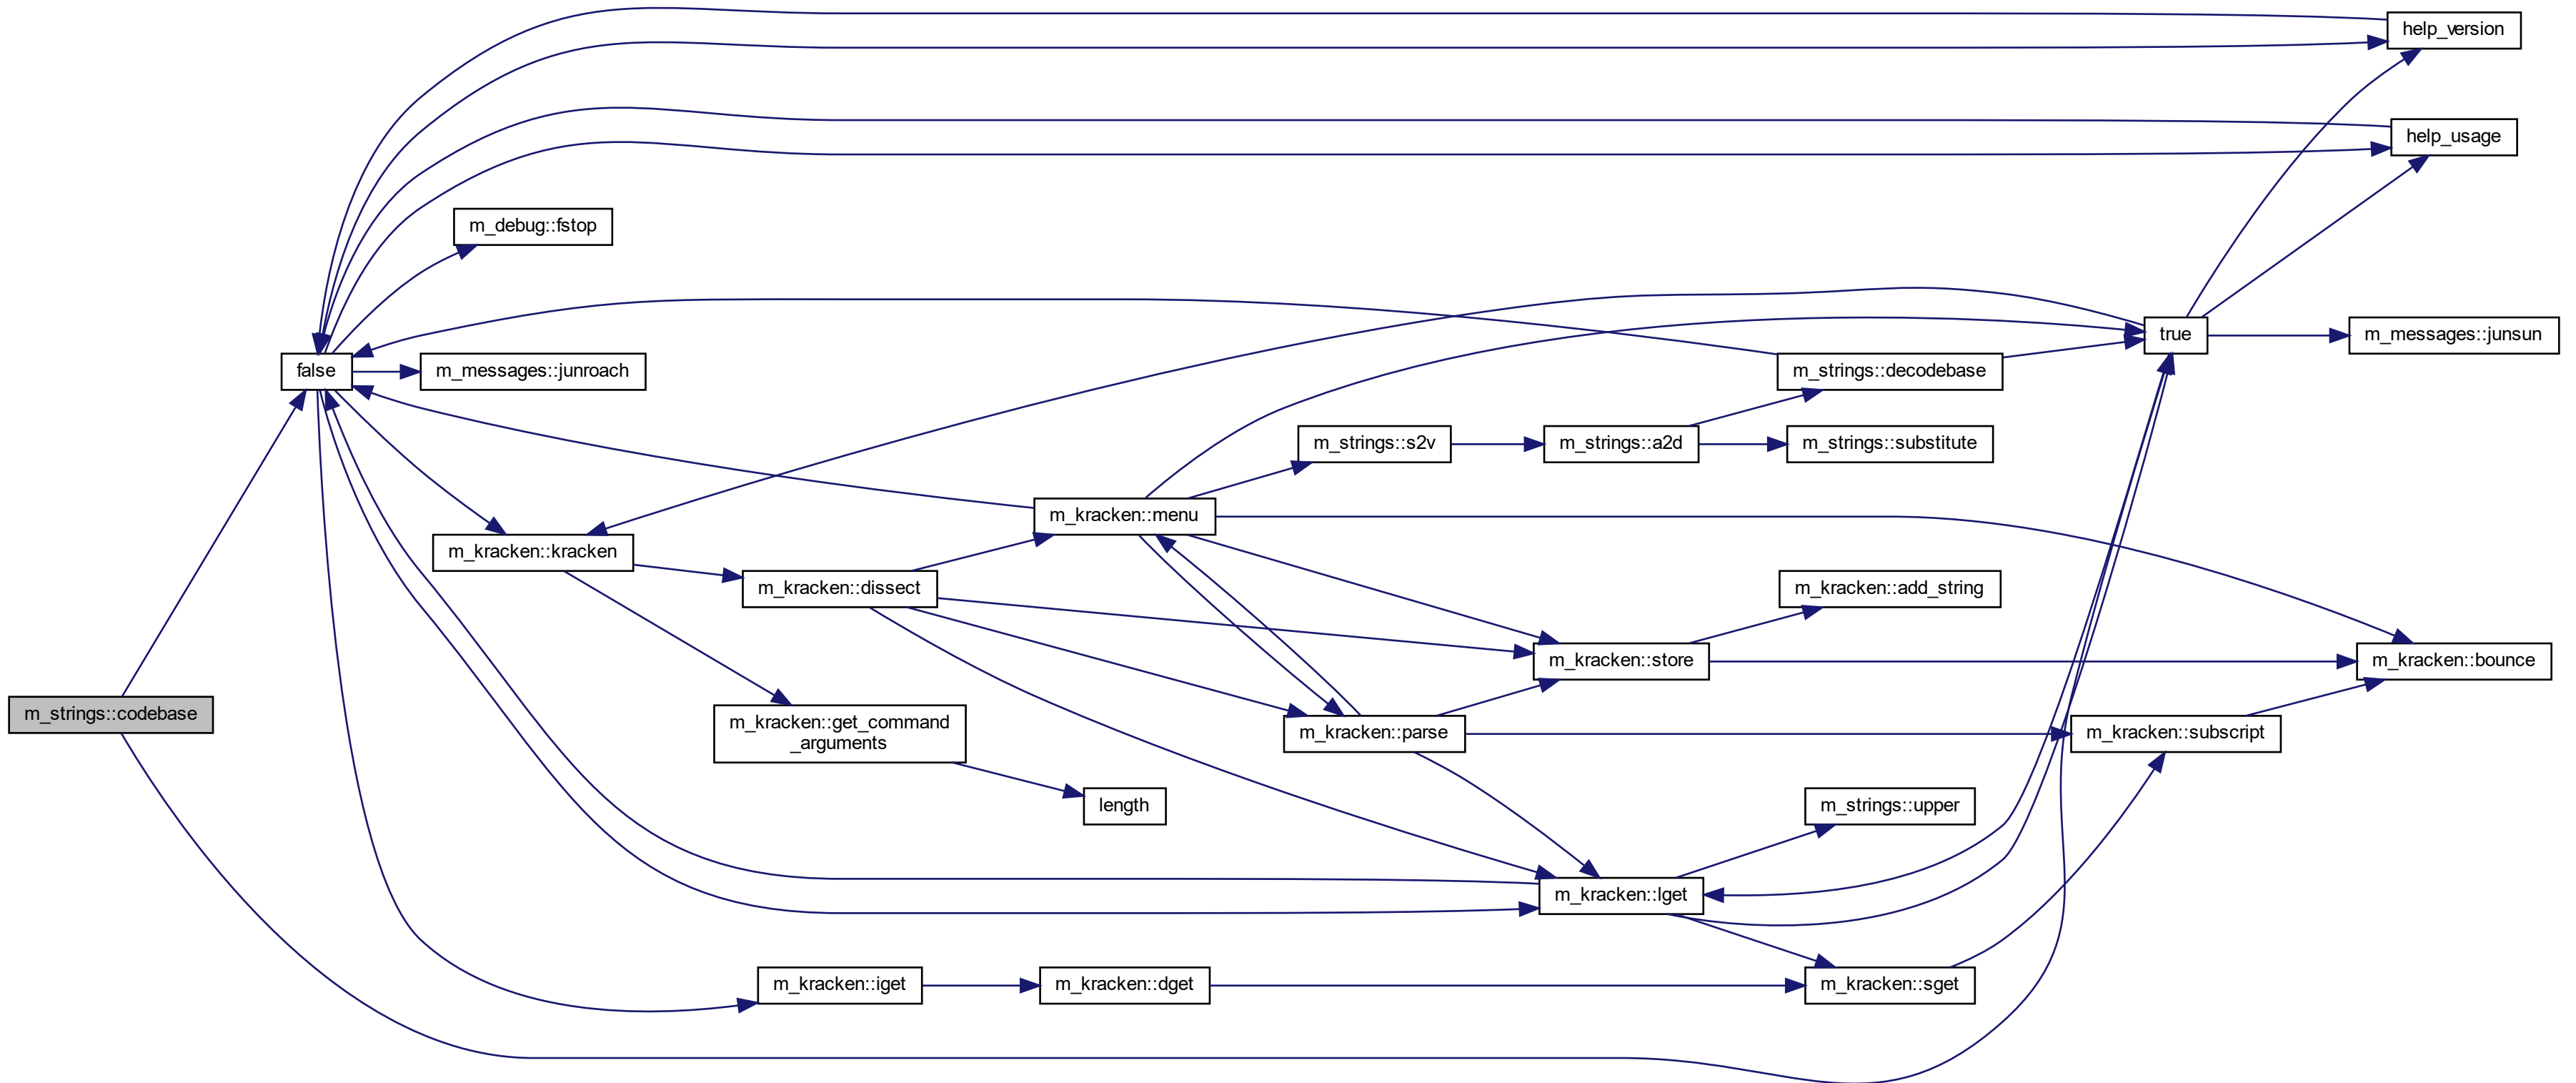 help_version
help_usage
m_debug::fstop
true
m_messages::junsun
false
m_messages::junroach
m_strings::decodebase
m_strings::s2v
m_strings::a2d
m_strings::substitute
m_kracken::menu
m_kracken::kracken
m_kracken::dissect
m_kracken::add_string
m_kracken::store
m_kracken::bounce
m_strings::codebase
m_kracken::get_command
_arguments
m_kracken::parse
m_kracken::subscript
length
m_strings::upper
m_kracken::lget
m_kracken::iget
m_kracken::dget
m_kracken::sget